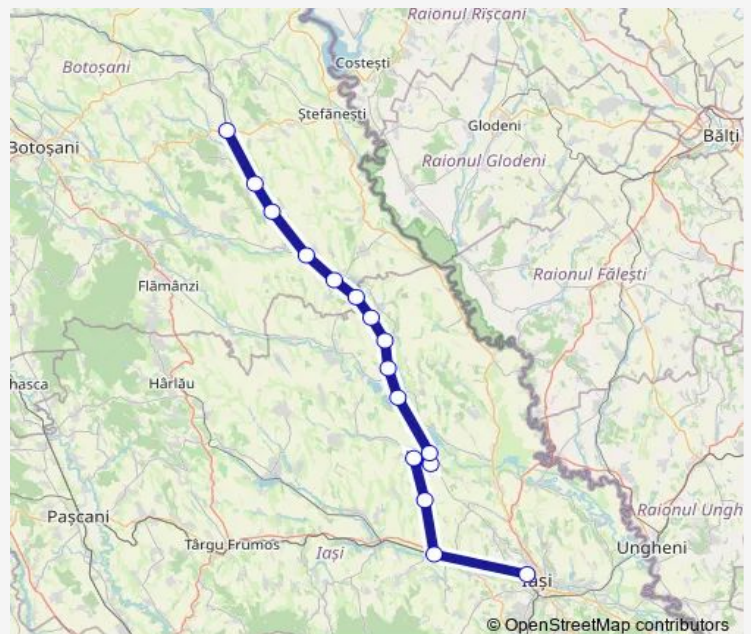 Raionul Rîșcani
Botoșani
Costești
Ștefănești
Glodeni
Bălți
Botoșani
Raionul Glodeni
Raionul Fălești
Flămânzi
hasca
Hârlău
Pașcani
Raionul Ungh
Târgu Frumos
Iași
Ungheni
Iași
© OpenStreetMap contributors